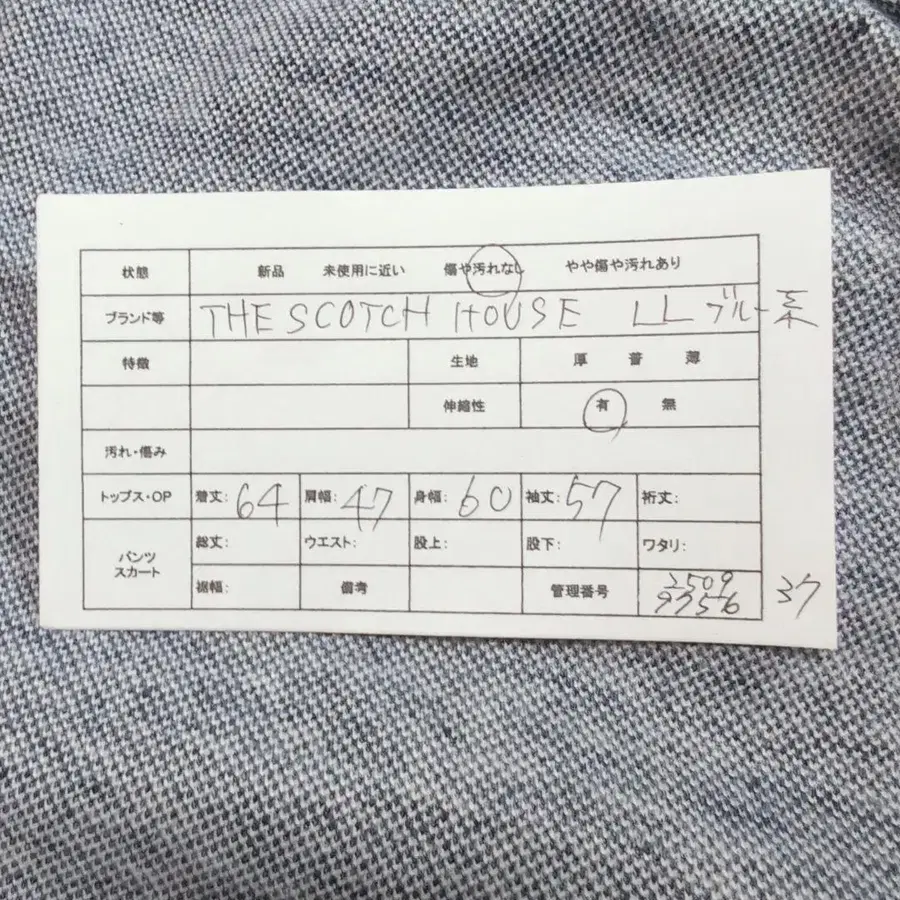 状態 新品 未使用に近い 傷や汚れなし やや傷や汚れあり
ブランド等 THE SCOTCH HOUSE LL ブルー系
特徴 生地 厚 普 薄
伸縮性 有 無
汚れ・傷み
トップス・OP 着丈: 64 肩幅: 47 身幅: 60 袖丈: 57 裄丈:
パンツ スカート 総丈: ウエスト: 股上: 股下: ワタリ:
裾幅: 備考 管理番号 2509 37